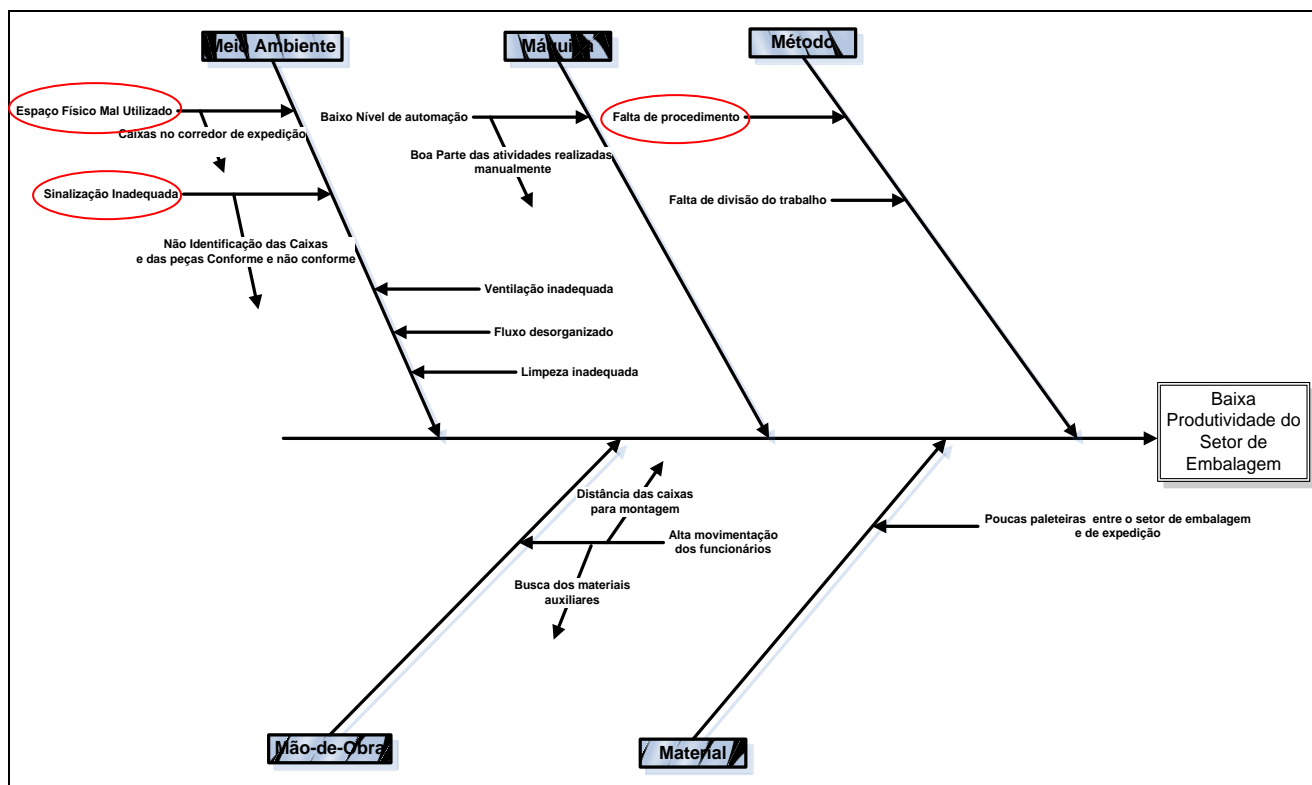 Meio Ambiente
Máquina
Método
Espaço Físico Mal Utilizado
Caixas no corredor de expedição
Baixo Nível de automação
Falta de procedimento
Boa Parte das atividades realizadas
manualmente
Sinalização Inadequada
Falta de divisão do trabalho
Não Identificação das Caixas
e das peças Conforme e não conforme
Ventilação inadequada
Fluxo desorganizado
Limpeza inadequada
Baixa
Produtividade do
Setor de
Embalagem
Distância das caixas
para montagem
Alta movimentação
dos funcionários
Poucas paleteiras entre o setor de embalagem
e de expedição
Busca dos materiais
auxiliares
Mão-de-Obra
Material